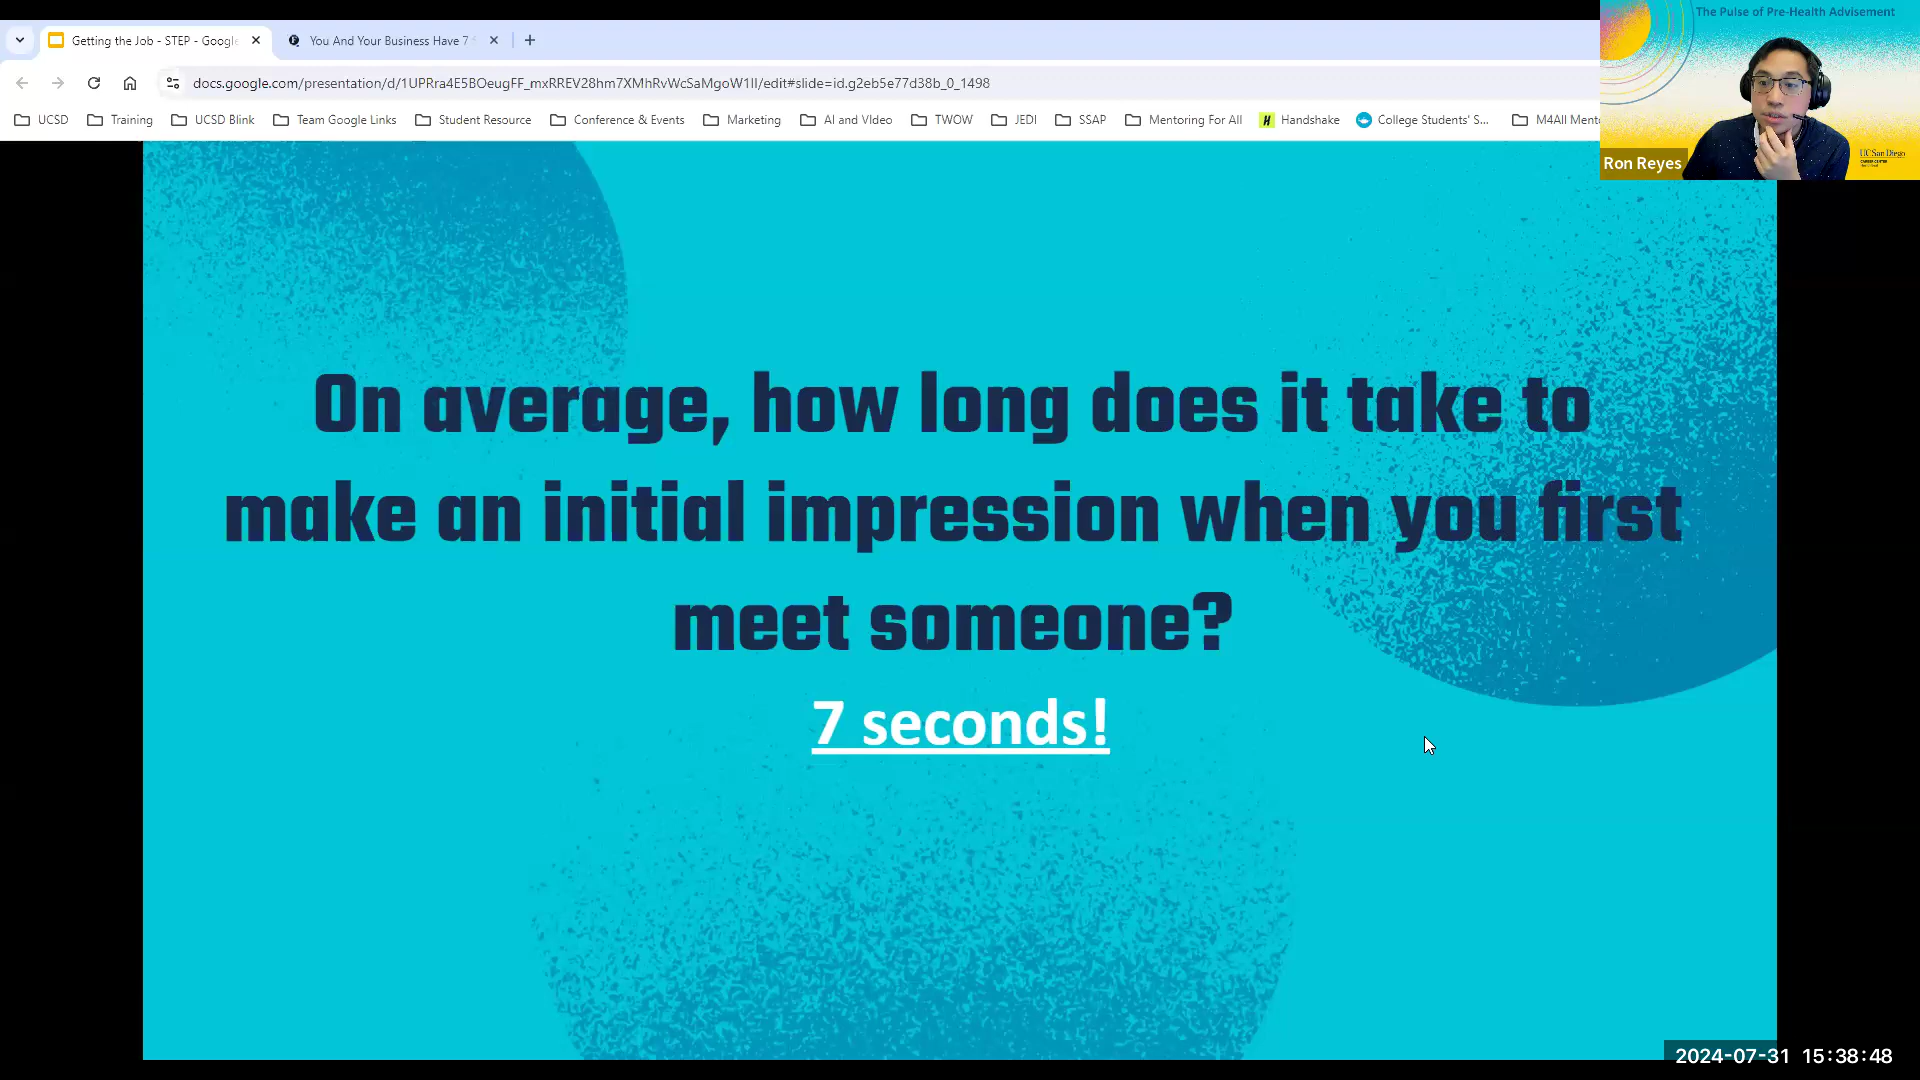 The Pulse of Pre-Health Advisement
Getting the Job - STEP - Google
You And Your Business Have 7
docs.google.com/presentation/d/1UPRra4E5BOeugFF_mxRREV28hm7XMhRvWcSaMgoW1lI/edit#slide=id.g2eb5e77d38b_0_1498
UCSD Training UCSD Blink Team Google Links Student Resource Conference & Events Marketing AI and VIdeo TWOW JEDI SSAP Mentoring For All Handshake College Students' S... M4All Ment
Ron Reyes
UC San Diego
CAREER CENTER
On average, how long does it take to
make an initial impression when you first
meet someone?
7 seconds!
2024-07-31 15:38:48